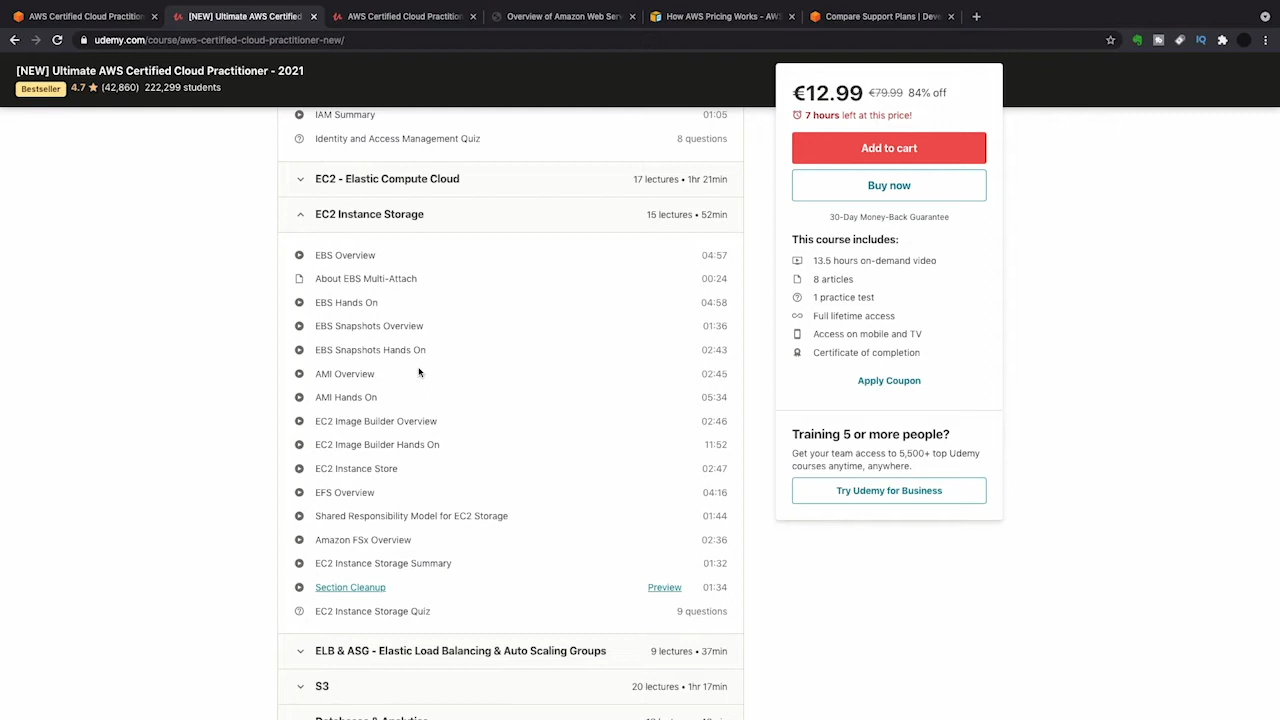 AWS Certified Cloud Practition
[NEW] Ultimate AWS Certified
AWS Certified Cloud Practition
Overview of Amazon Web Serv
How AWS Pricing Works - AWS
Compare Support Plans | Deve
udemy.com/course/aws-certified-cloud-practitioner-new/
IQ
[NEW] Ultimate AWS Certified Cloud Practitioner - 2021
Bestseller 4.7 (42,860) 222,299 students
IAM Summary 01:05
Identity and Access Management Quiz 8 questions
EC2 - Elastic Compute Cloud 17 lectures • 1hr 21min
EC2 Instance Storage 15 lectures • 52min
EBS Overview 04:57
About EBS Multi-Attach 00:24
EBS Hands On 04:58
EBS Snapshots Overview 01:36
EBS Snapshots Hands On 02:43
AMI Overview 02:45
AMI Hands On 05:34
EC2 Image Builder Overview 02:46
EC2 Image Builder Hands On 11:52
EC2 Instance Store 02:47
EFS Overview 04:16
Shared Responsibility Model for EC2 Storage 01:44
Amazon FSx Overview 02:36
EC2 Instance Storage Summary 01:32
Section Cleanup Preview 01:34
EC2 Instance Storage Quiz 9 questions
ELB & ASG - Elastic Load Balancing & Auto Scaling Groups 9 lectures • 37min
S3 20 lectures • 1hr 17min
Databases & Analytics
€12.99 €79.99 84% off
7 hours left at this price!
Add to cart
Buy now
30-Day Money-Back Guarantee
This course includes:
13.5 hours on-demand video
8 articles
1 practice test
Full lifetime access
Access on mobile and TV
Certificate of completion
Apply Coupon
Training 5 or more people?
Get your team access to 5,500+ top Udemy
courses anytime, anywhere.
Try Udemy for Business